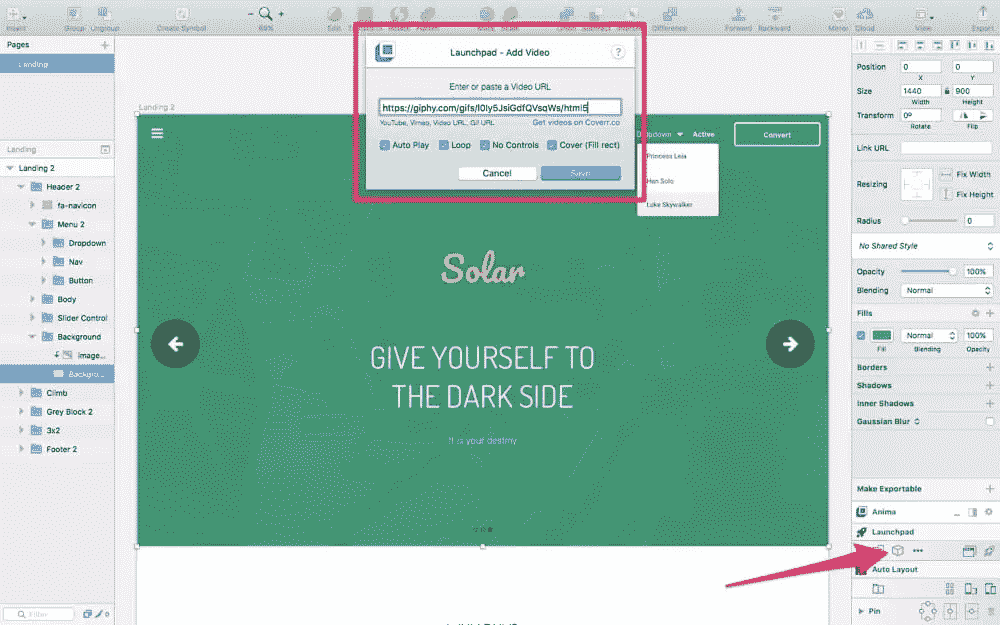 Insert
Group Ungroup
Create Symbol
66%
Edit
Mask
Scale
Difference
Forward Backward
Mirror
Cloud
View
Export
Pages
Landing
Landing
Landing 2
Header 2
fa-navicon
Menu 2
Dropdown
Nav
Button
Body
Slider Control
Background
Image...
Backgro...
Climb
Grey Block 2
3x2
Footer 2
Filter
Landing 2
Launchpad - Add Video
?
Enter or paste a Video URL
https://giphy.com/gifs/l0Iy5JsiGdfQVsqWs/html5
YouTube, Vimeo, Video URL, Gif URL
Get videos on Coverr.co
Auto Play
Loop
No Controls
Cover (Fill rect)
Cancel
Save
Active
Convert
Princess Leia
Han Solo
Luke Skywalker
Solar
GIVE YOURSELF TO
THE DARK SIDE
It is your destiny
Position 0 0
X Y
Size 1440 900
Width Height
Transform 0º
Rotate Flip
Link URL
Resizing
Fix Width
Fix Height
Radius 0
No Shared Style
Opacity 100%
Blending Normal
Fills
Normal 100%
Fill Blending Opacity
Borders
Shadows
Inner Shadows
Gaussian Blur
Make Exportable
Anima
Launchpad
Auto Layout
Pin